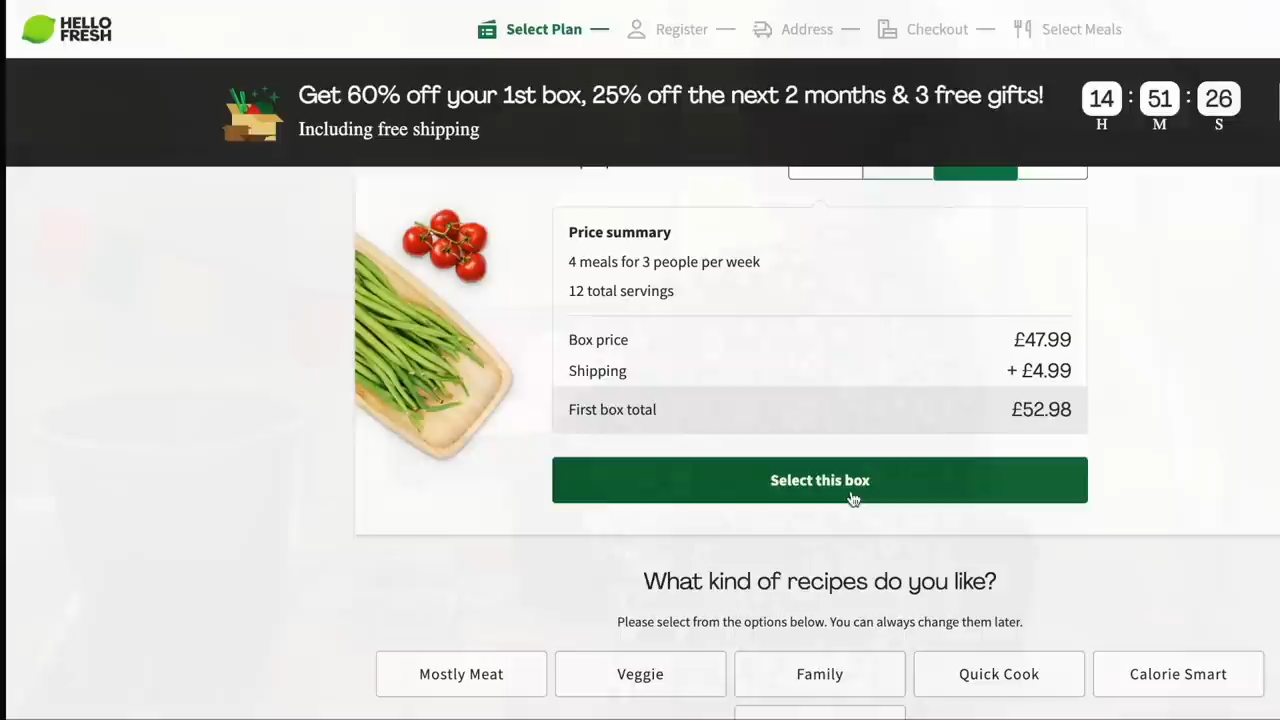 HELLO
FRESH
Select Plan
Register
Address
Checkout
Select Meals
Get 60% off your 1st box, 25% off the next 2 months & 3 free gifts!
Including free shipping
14 : 51 : 26
H M S
Price summary
4 meals for 3 people per week
12 total servings
Box price £47.99
Shipping + £4.99
First box total £52.98
Select this box
What kind of recipes do you like?
Please select from the options below. You can always change them later.
Mostly Meat
Veggie
Family
Quick Cook
Calorie Smart